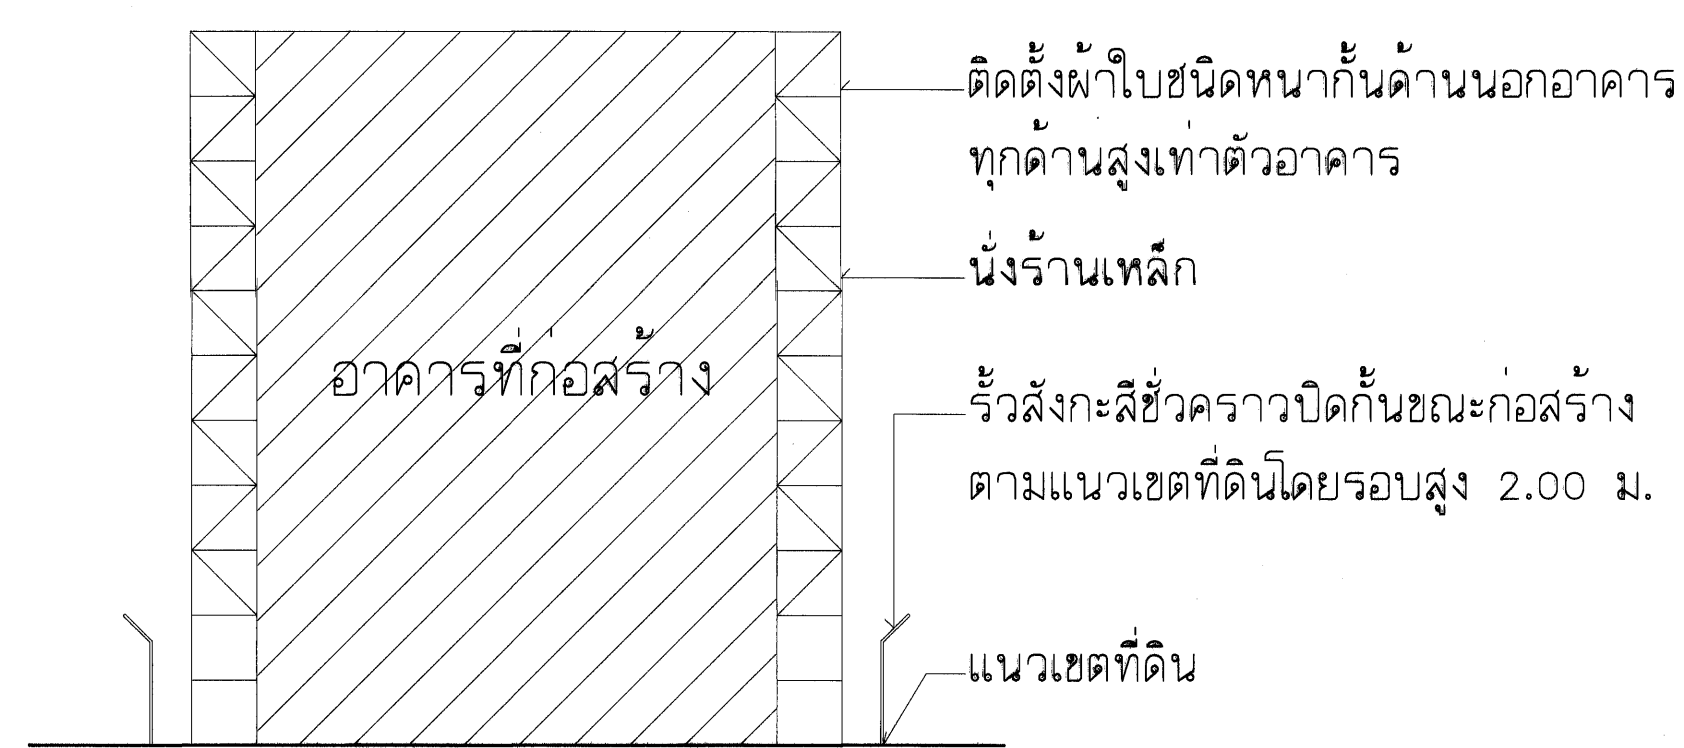 ติดตั้งผ้าใบชนิดหนากั้นด้านนอกอาคาร
ทุกด้านสูงเท่าตัวอาคาร
นั่งร้านเหล็ก
อาคารที่ก่อสร้าง
รั้วสังกะสีชั่วคราวปิดกั้นขณะก่อสร้าง
ตามแนวเขตที่ดินโดยรอบสูง 2.00 ม.
แนวเขตที่ดิน